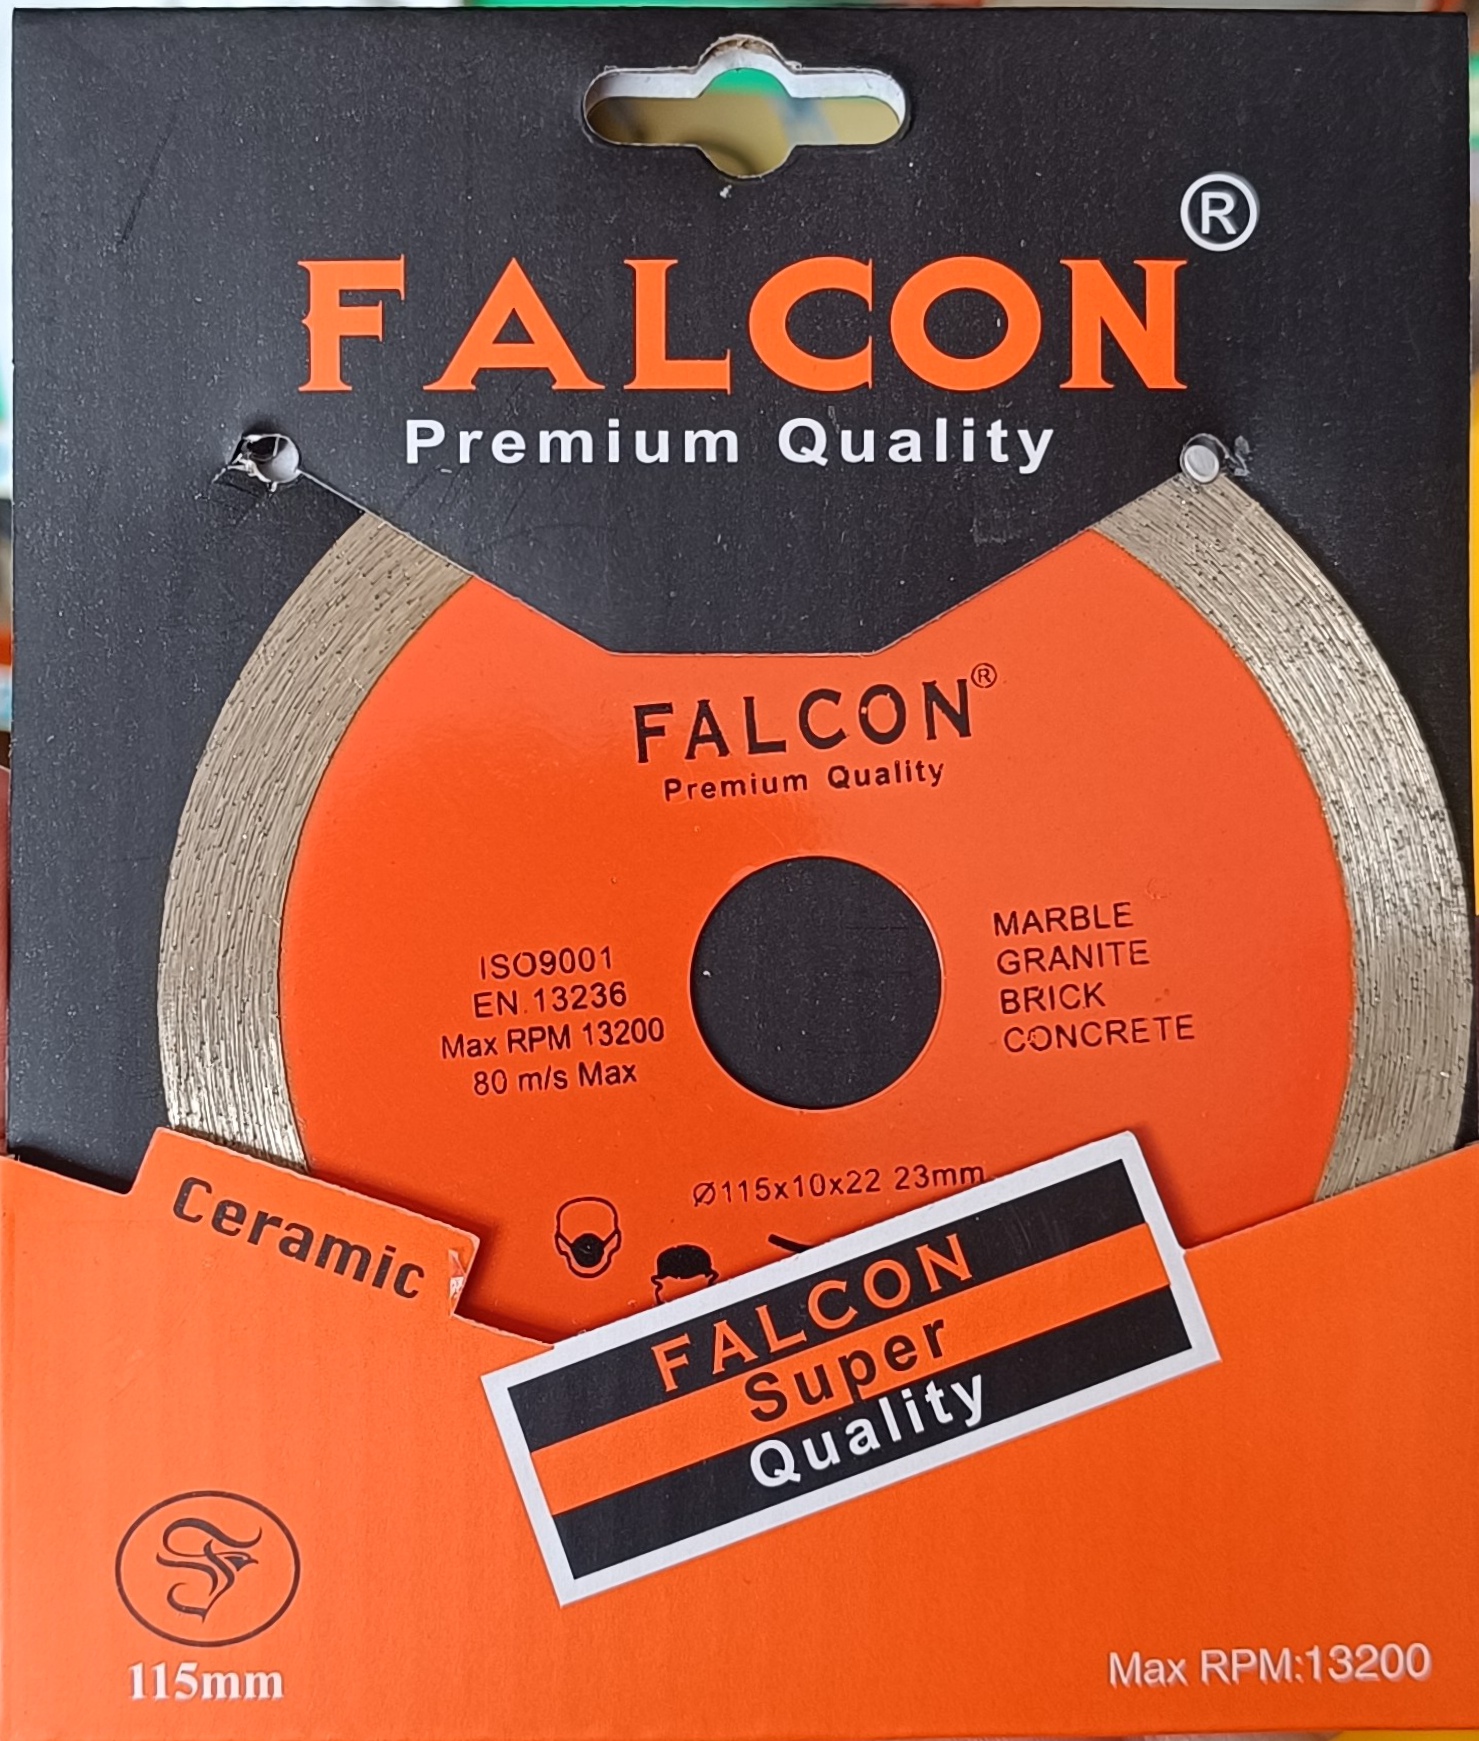 ®
FALCON
Premium Quality
FALCON®
Premium Quality
ISO9001
EN.13236
Max RPM 13200
80 m/s Max
MARBLE
GRANITE
BRICK
CONCRETE
Ø115x10x22 23mm
Ceramic
FALCON
Super
Quality
115mm
Max RPM:13200